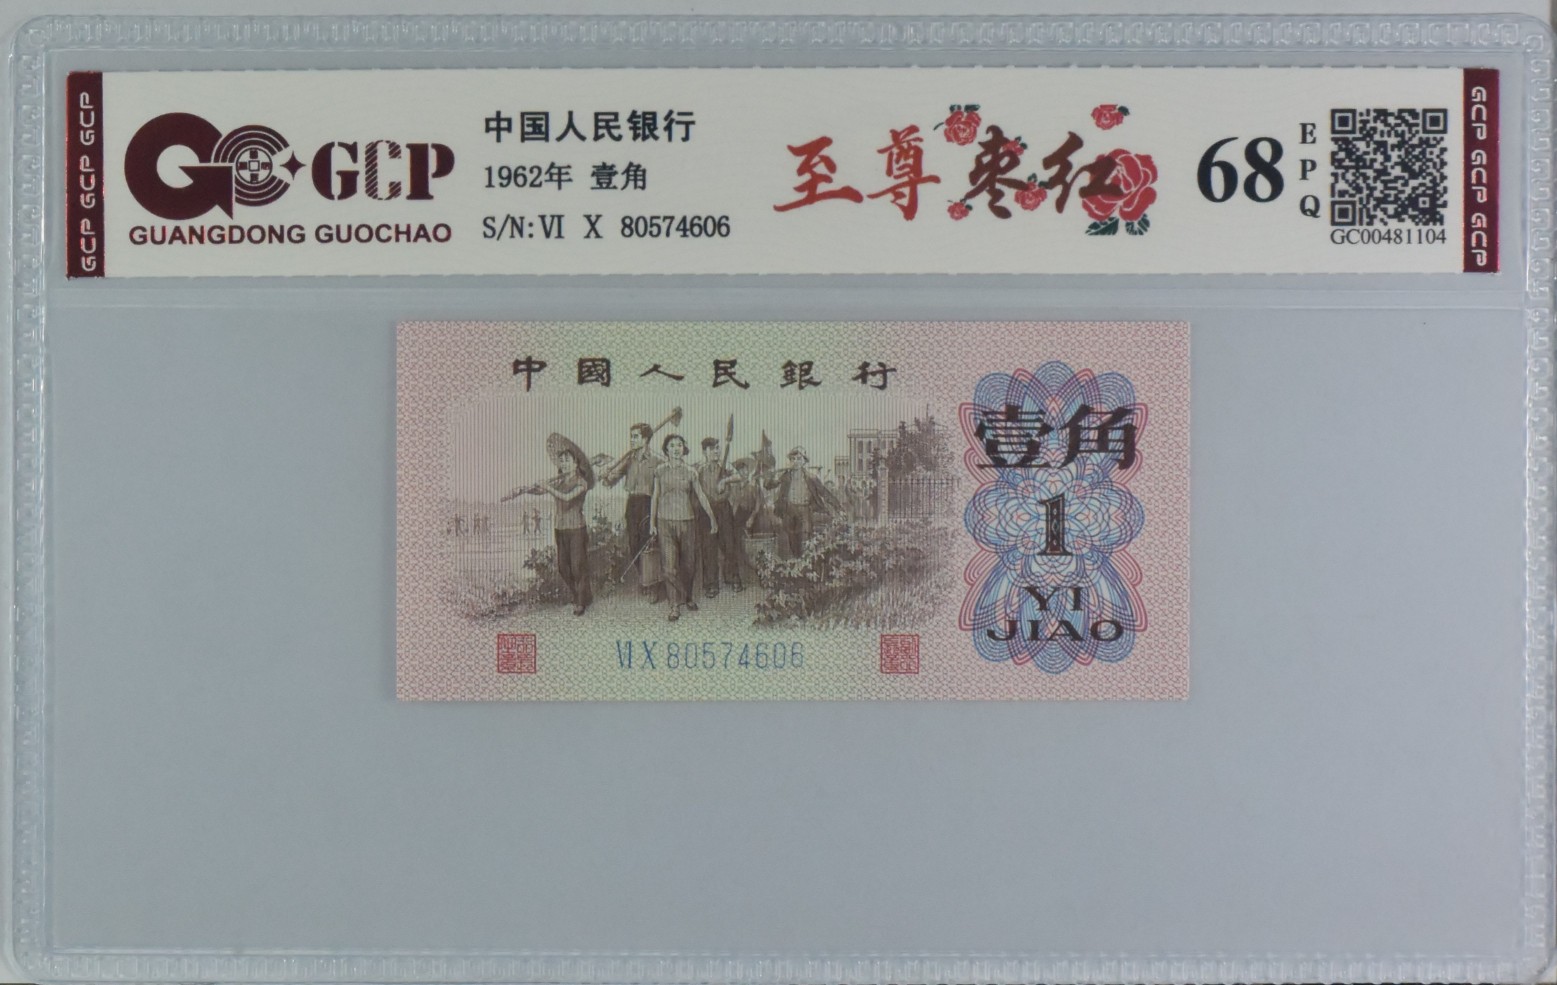 GCP GCP GCP
GCP
GUANGDONG GUOCHAO
中国人民银行
1962年 壹角
S/N: VI X 80574606
至尊枣红
68
EPQ
GC00481104
GCP GCP GCP
中國人民銀行
壹角
1
YI
JIAO
VI X 80574606